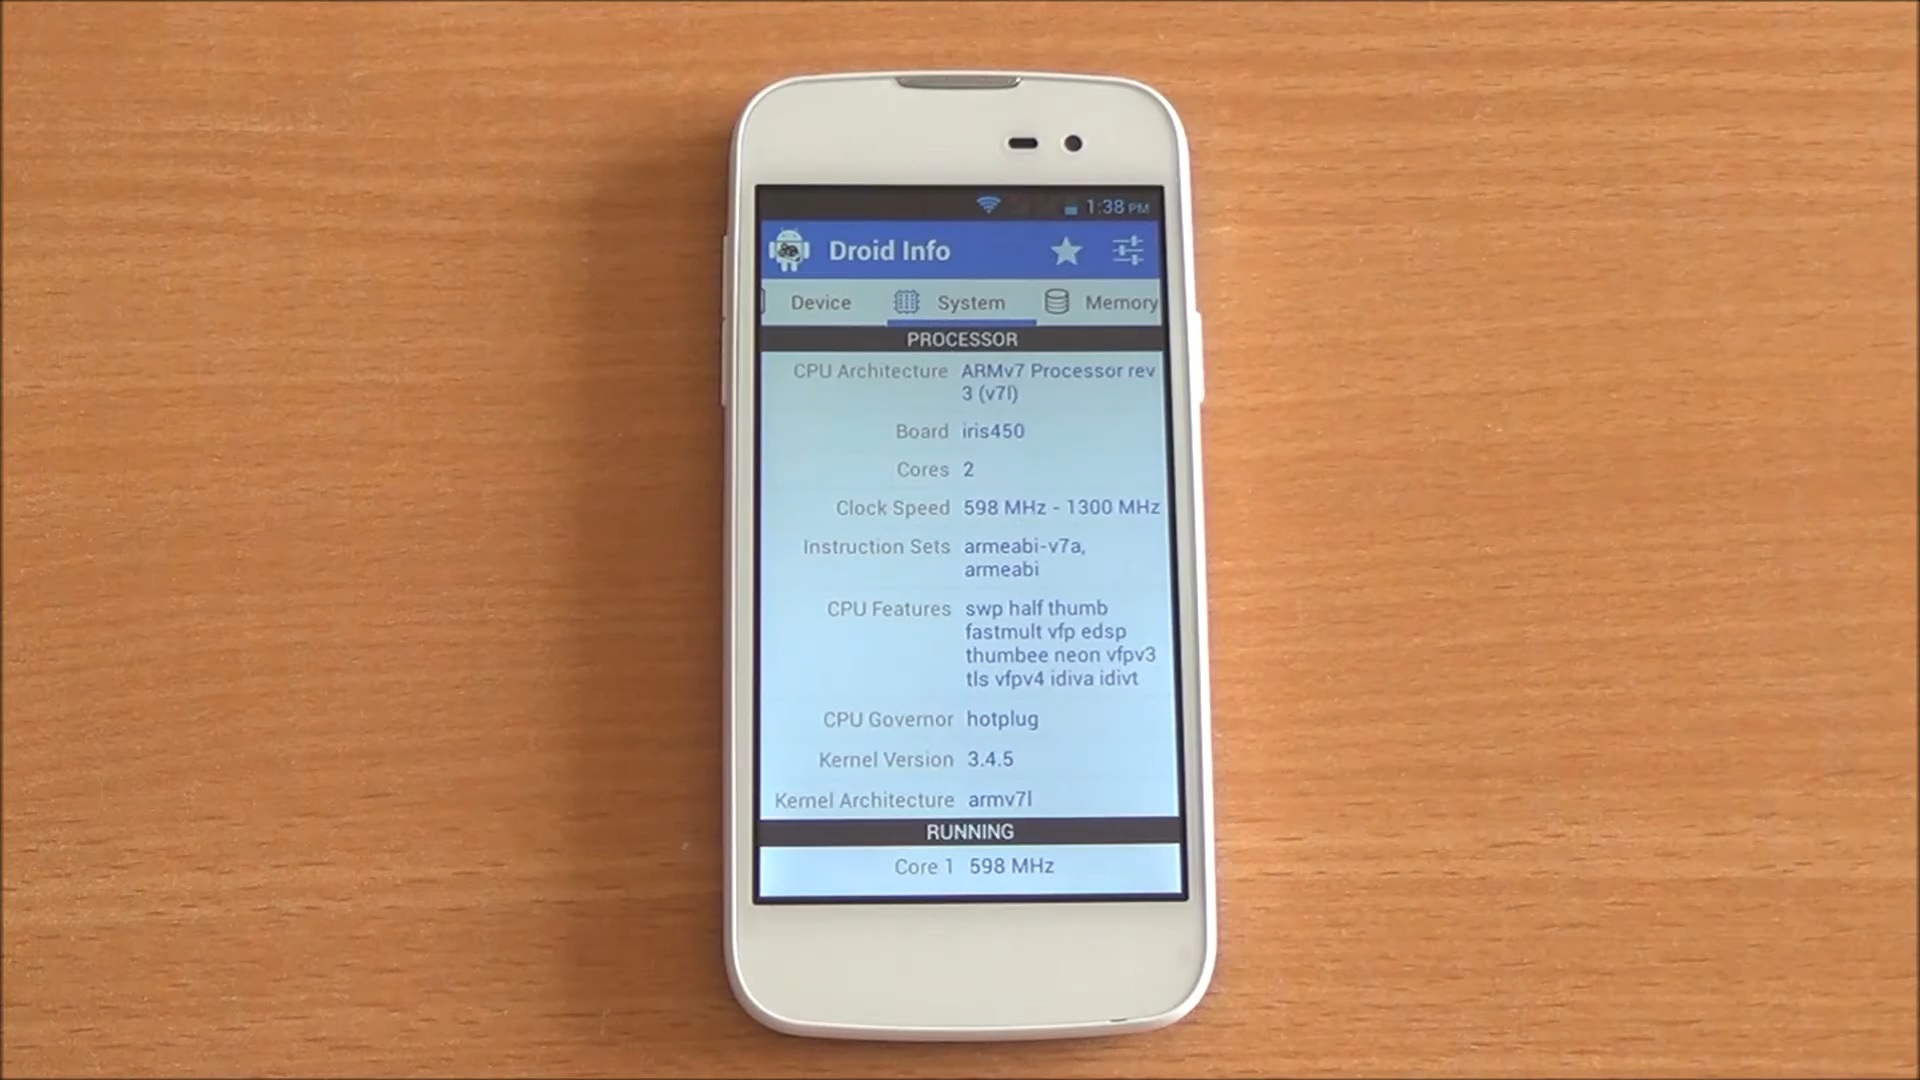 1:38 PM
Droid Info
Device System Memory
PROCESSOR
CPU Architecture ARMv7 Processor rev
3 (v7l)
Board iris450
Cores 2
Clock Speed 598 MHz - 1300 MHz
Instruction Sets armeabi-v7a,
armeabi
CPU Features swp half thumb
fastmult vfp edsp
thumbee neon vfpv3
tls vfpv4 idiva idivt
CPU Governor hotplug
Kernel Version 3.4.5
Kernel Architecture armv7l
RUNNING
Core 1 598 MHz